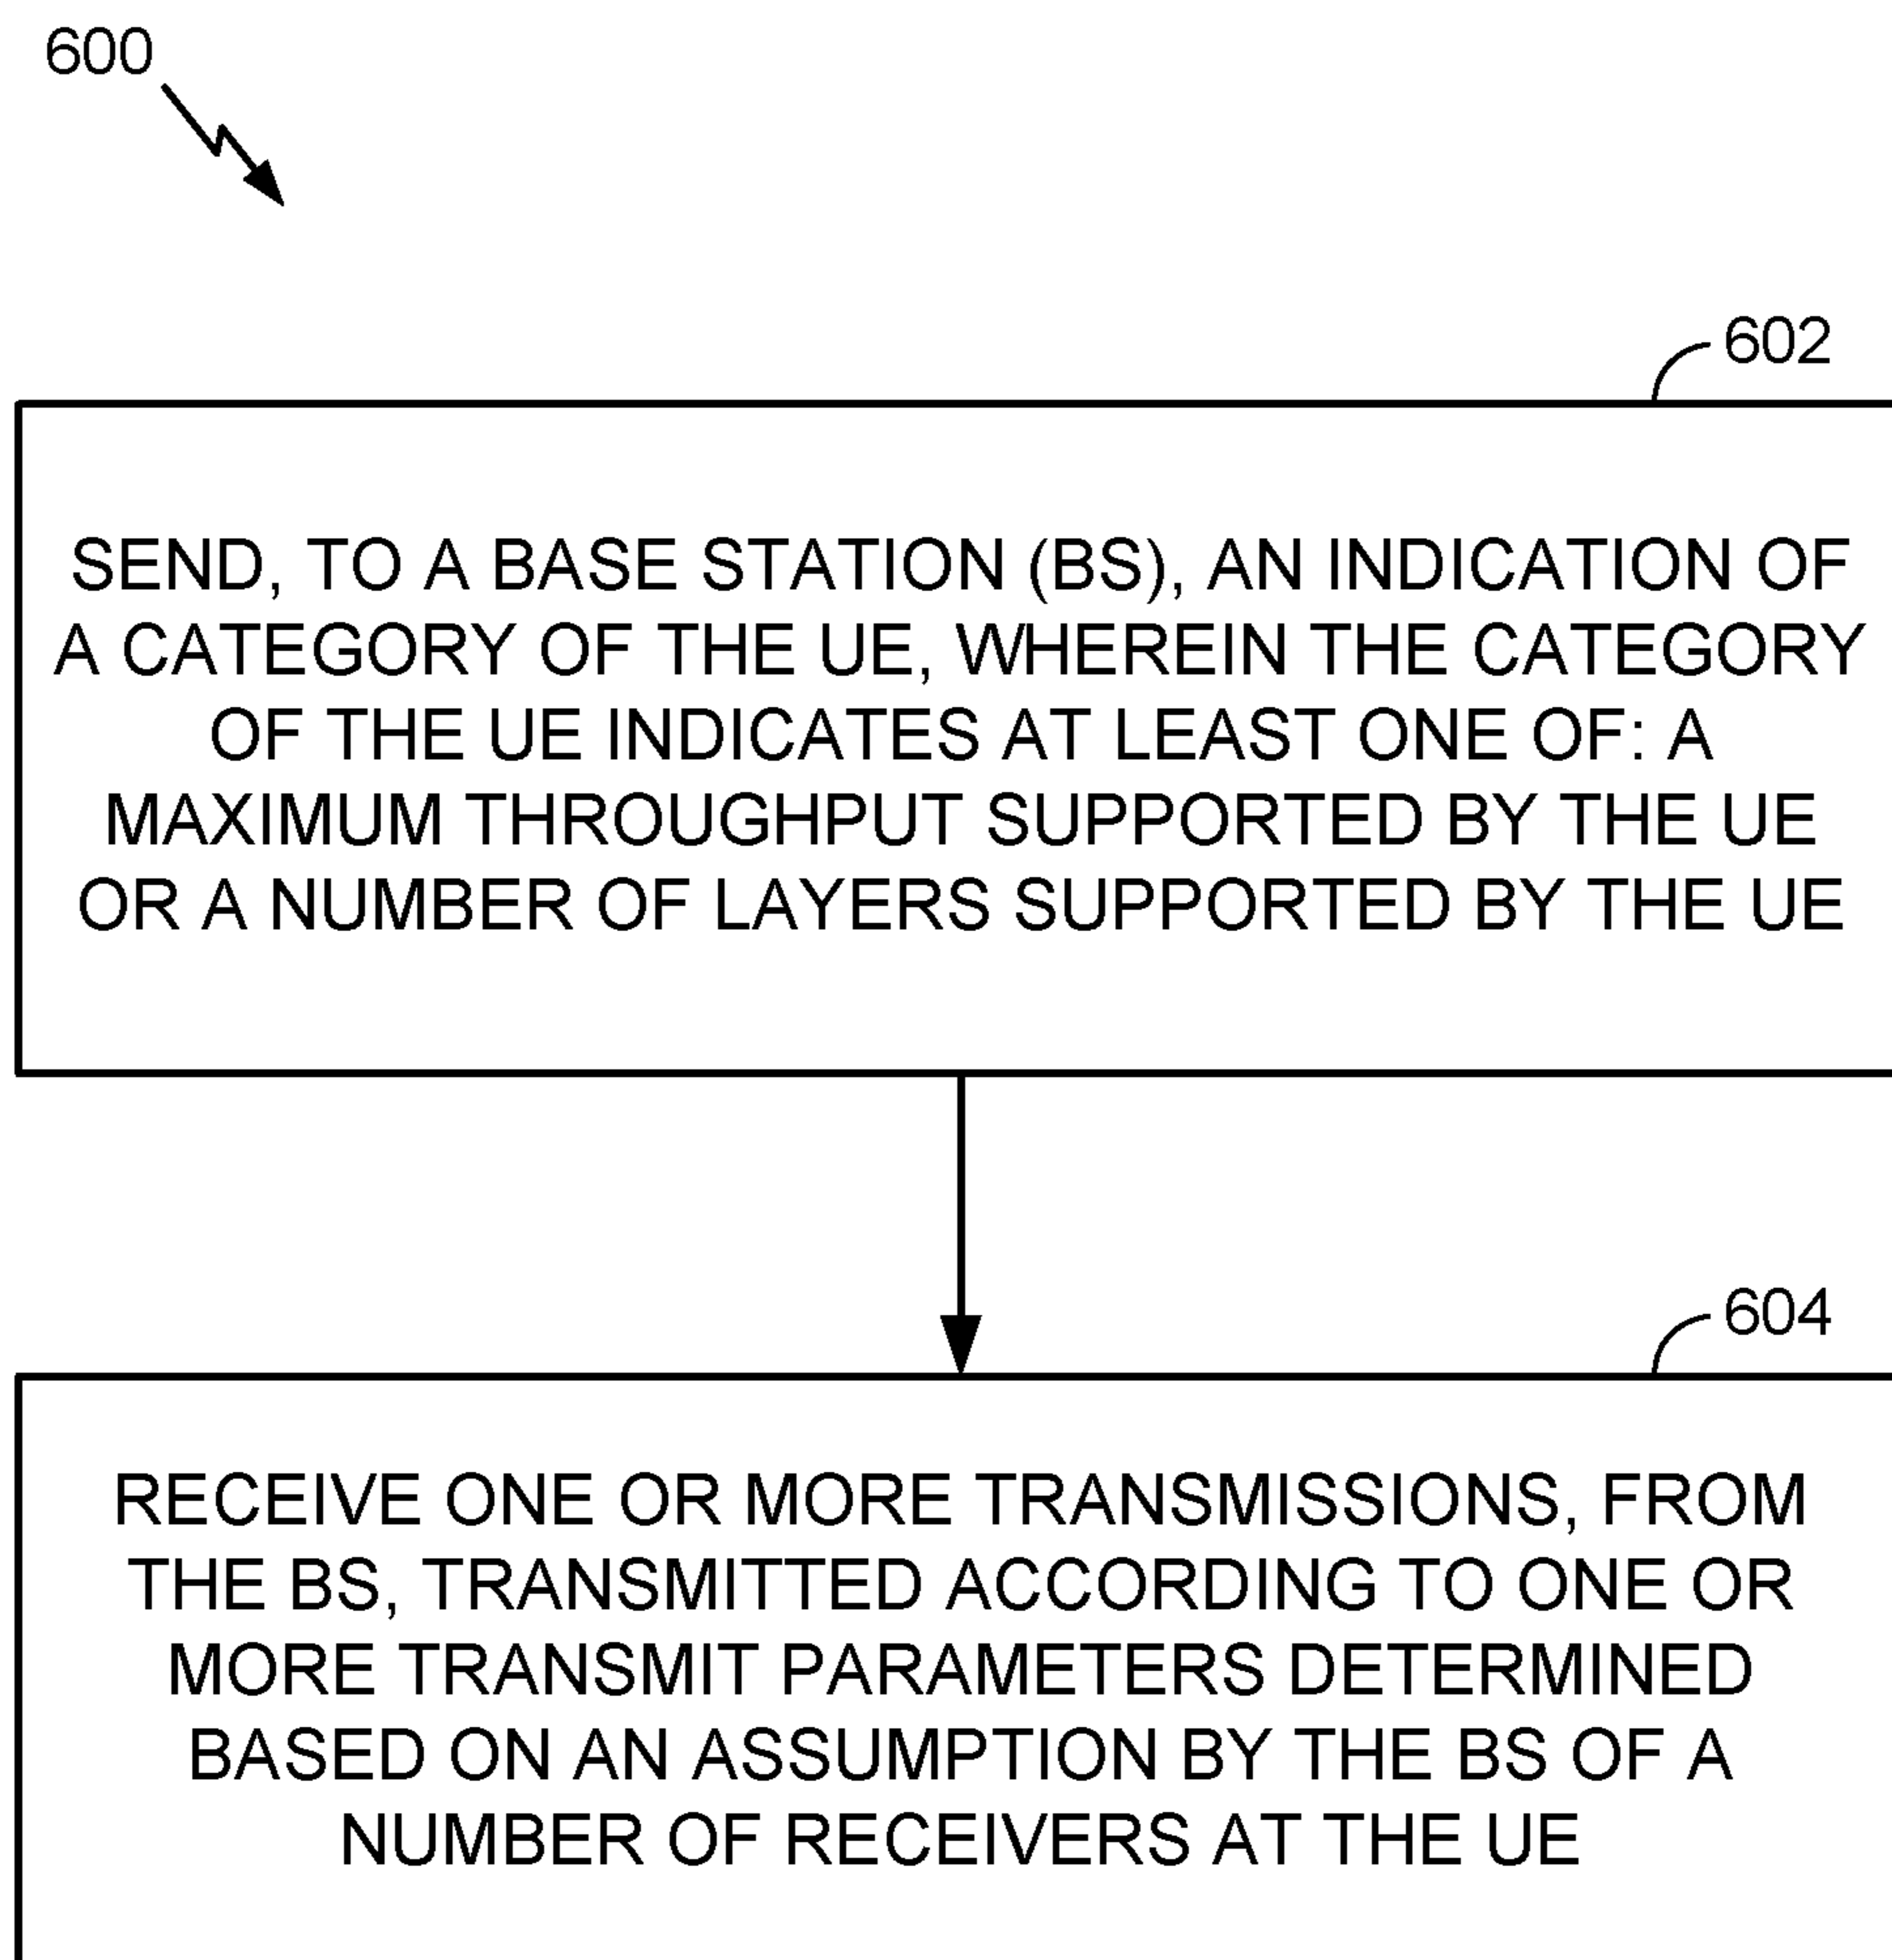 600
602
SEND, TO A BASE STATION (BS), AN INDICATION OF
A CATEGORY OF THE UE, WHEREIN THE CATEGORY
OF THE UE INDICATES AT LEAST ONE OF: A
MAXIMUM THROUGHPUT SUPPORTED BY THE UE
OR A NUMBER OF LAYERS SUPPORTED BY THE UE
604
RECEIVE ONE OR MORE TRANSMISSIONS, FROM
THE BS, TRANSMITTED ACCORDING TO ONE OR
MORE TRANSMIT PARAMETERS DETERMINED
BASED ON AN ASSUMPTION BY THE BS OF A
NUMBER OF RECEIVERS AT THE UE